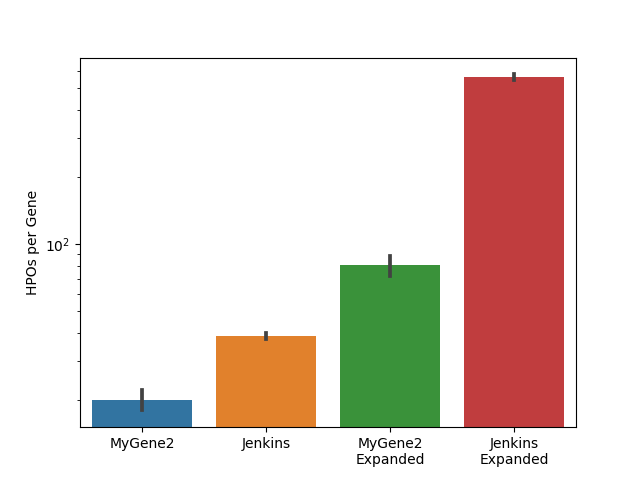 HPOs per Gene
10²
MyGene2
Jenkins
MyGene2
Expanded
Jenkins
Expanded